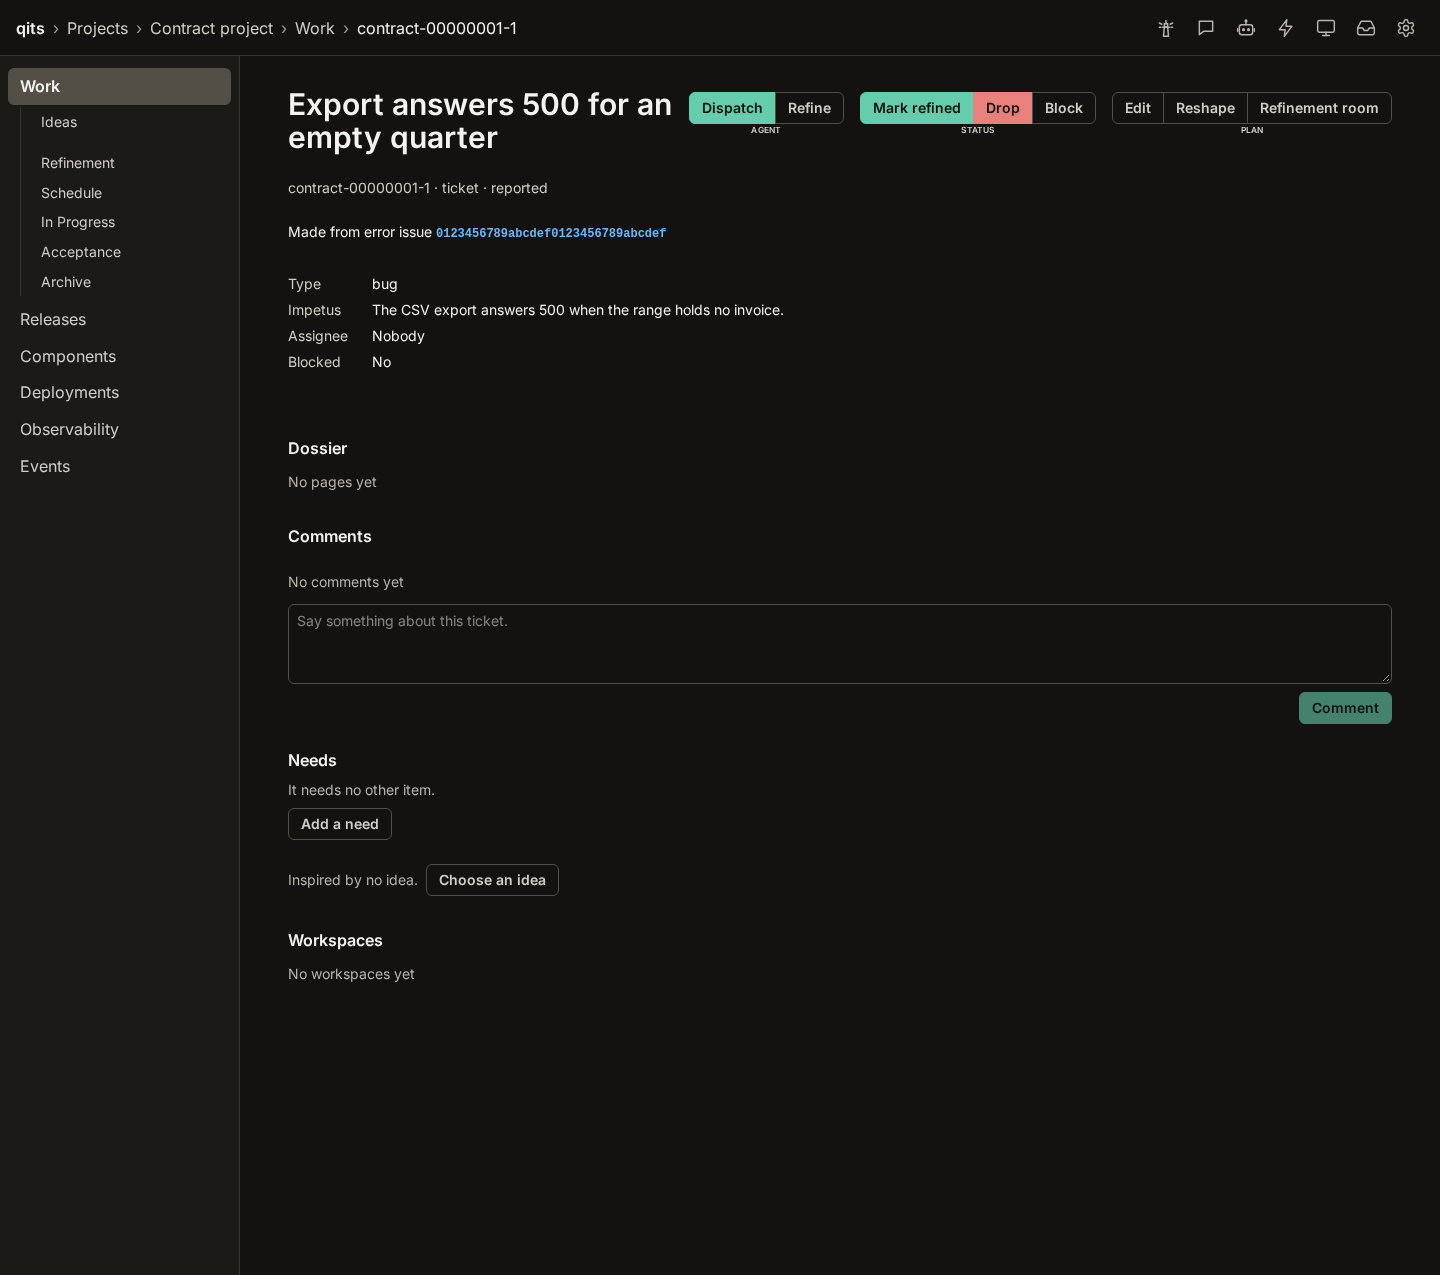 qits › Projects › Contract project › Work › contract-00000001-1
Work
Ideas
Refinement
Schedule
In Progress
Acceptance
Archive
Releases
Components
Deployments
Observability
Events
Export answers 500 for an
empty quarter
Dispatch Refine
AGENT
Mark refined Drop Block
STATUS
Edit Reshape Refinement room
PLAN
contract-00000001-1 · ticket · reported
Made from error issue 0123456789abcdef0123456789abcdef
Type bug
Impetus The CSV export answers 500 when the range holds no invoice.
Assignee Nobody
Blocked No
Dossier
No pages yet
Comments
No comments yet
Say something about this ticket.
Comment
Needs
It needs no other item.
Add a need
Inspired by no idea. Choose an idea
Workspaces
No workspaces yet